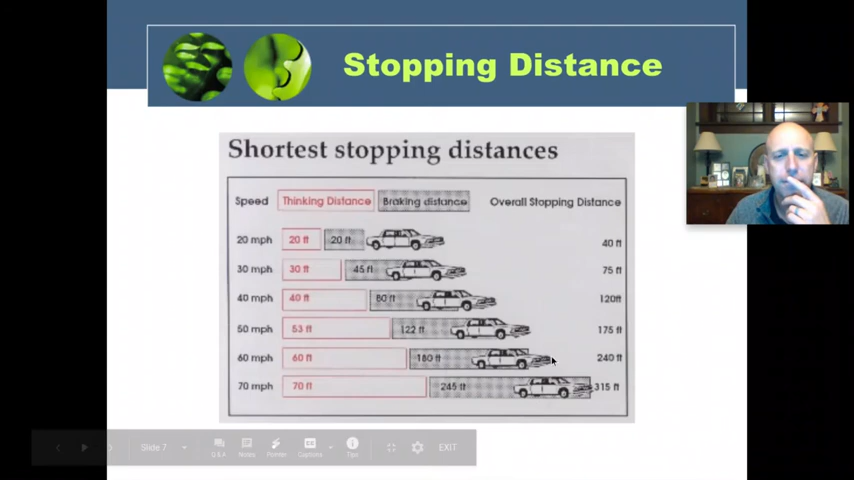 Stopping Distance
Shortest stopping distances
Speed Thinking Distance Braking distance Overall Stopping Distance
20 mph 20 ft 20 ft 40 ft
30 mph 30 ft 45 ft 75 ft
40 mph 40 ft 80 ft 120ft
50 mph 53 ft 122 ft 175 ft
60 mph 60 ft 180 ft 240 ft
70 mph 70 ft 245 ft 315 ft
Slide 7 Q&A Notes Pointer Captions Tips EXIT